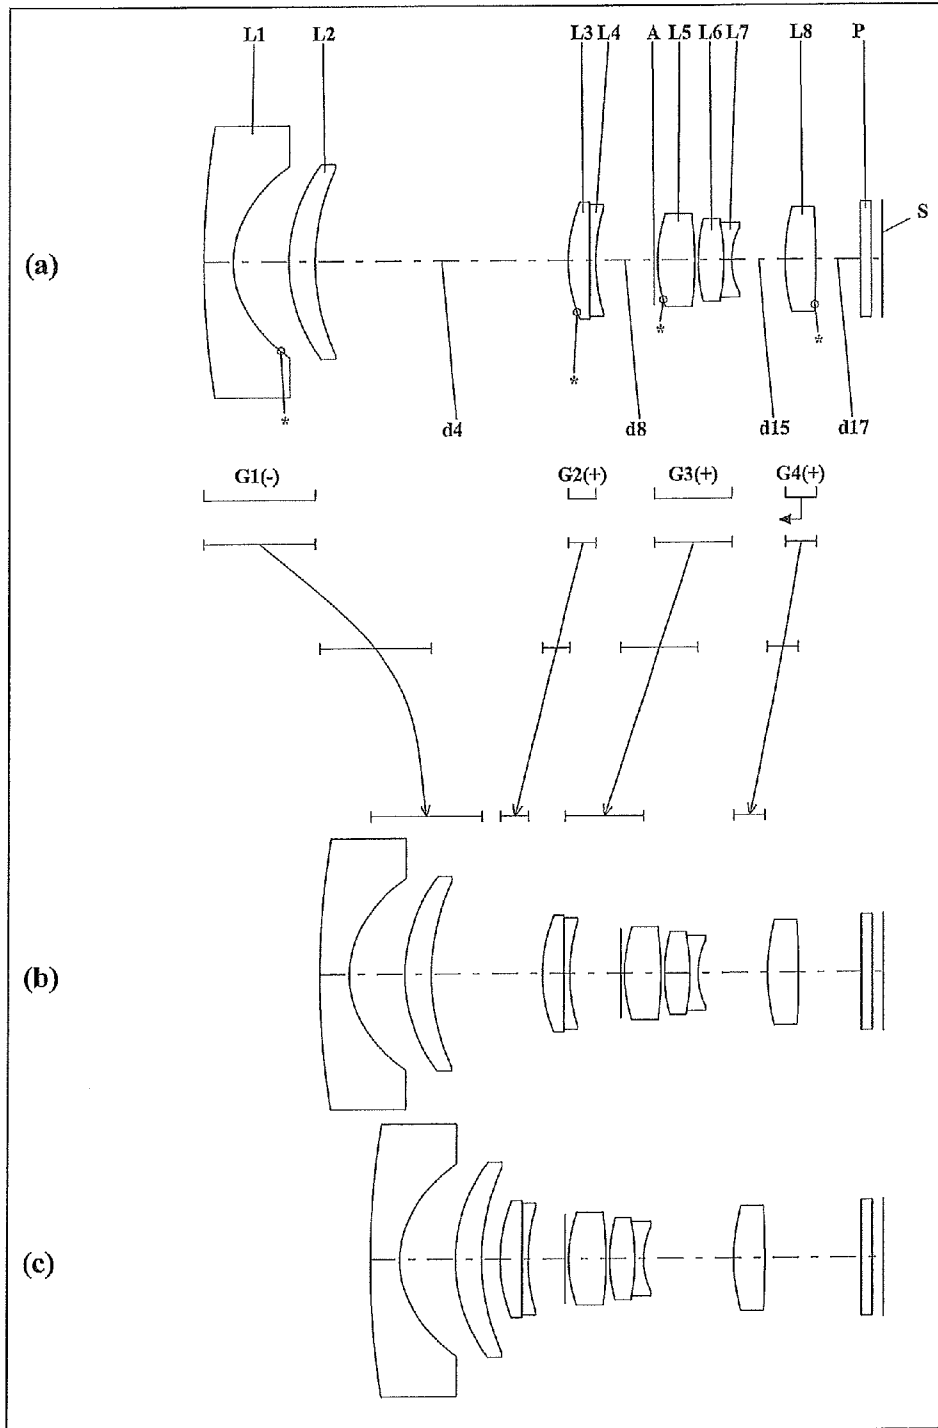 L1 L2 L3 L4 A L5 L6 L7 L8 P
S
(a)
* * * *
d4 d8 d15 d17
G1(-) G2(+) G3(+) G4(+)
(b)
(c)